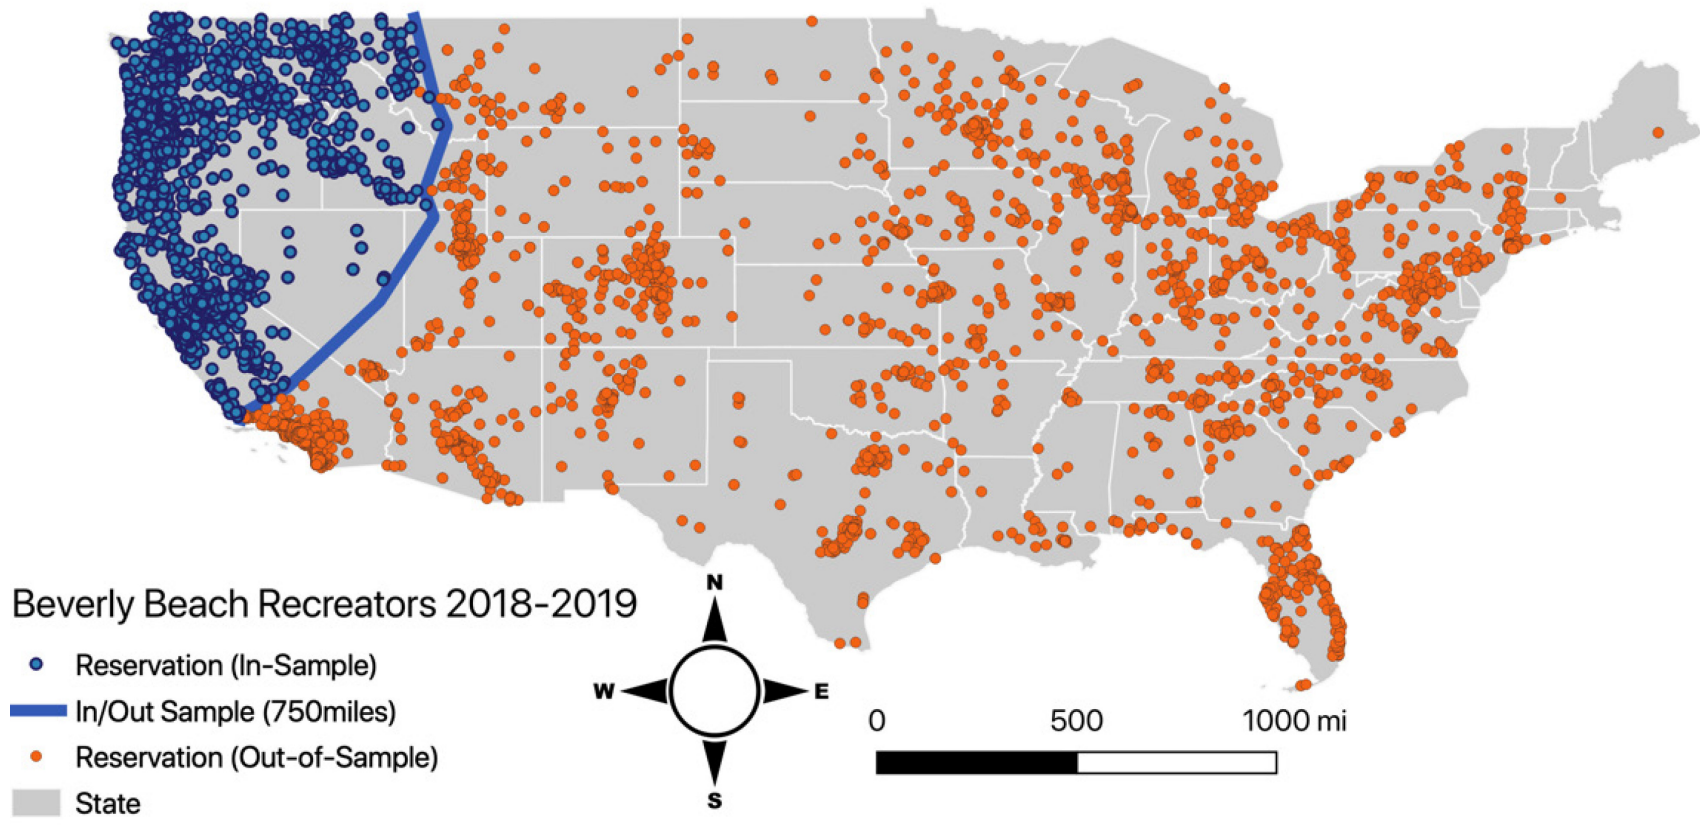 Beverly Beach Recreators 2018-2019
Reservation (In-Sample)
In/Out Sample (750miles)
Reservation (Out-of-Sample)
State
N
W E
S
0 500 1000 mi